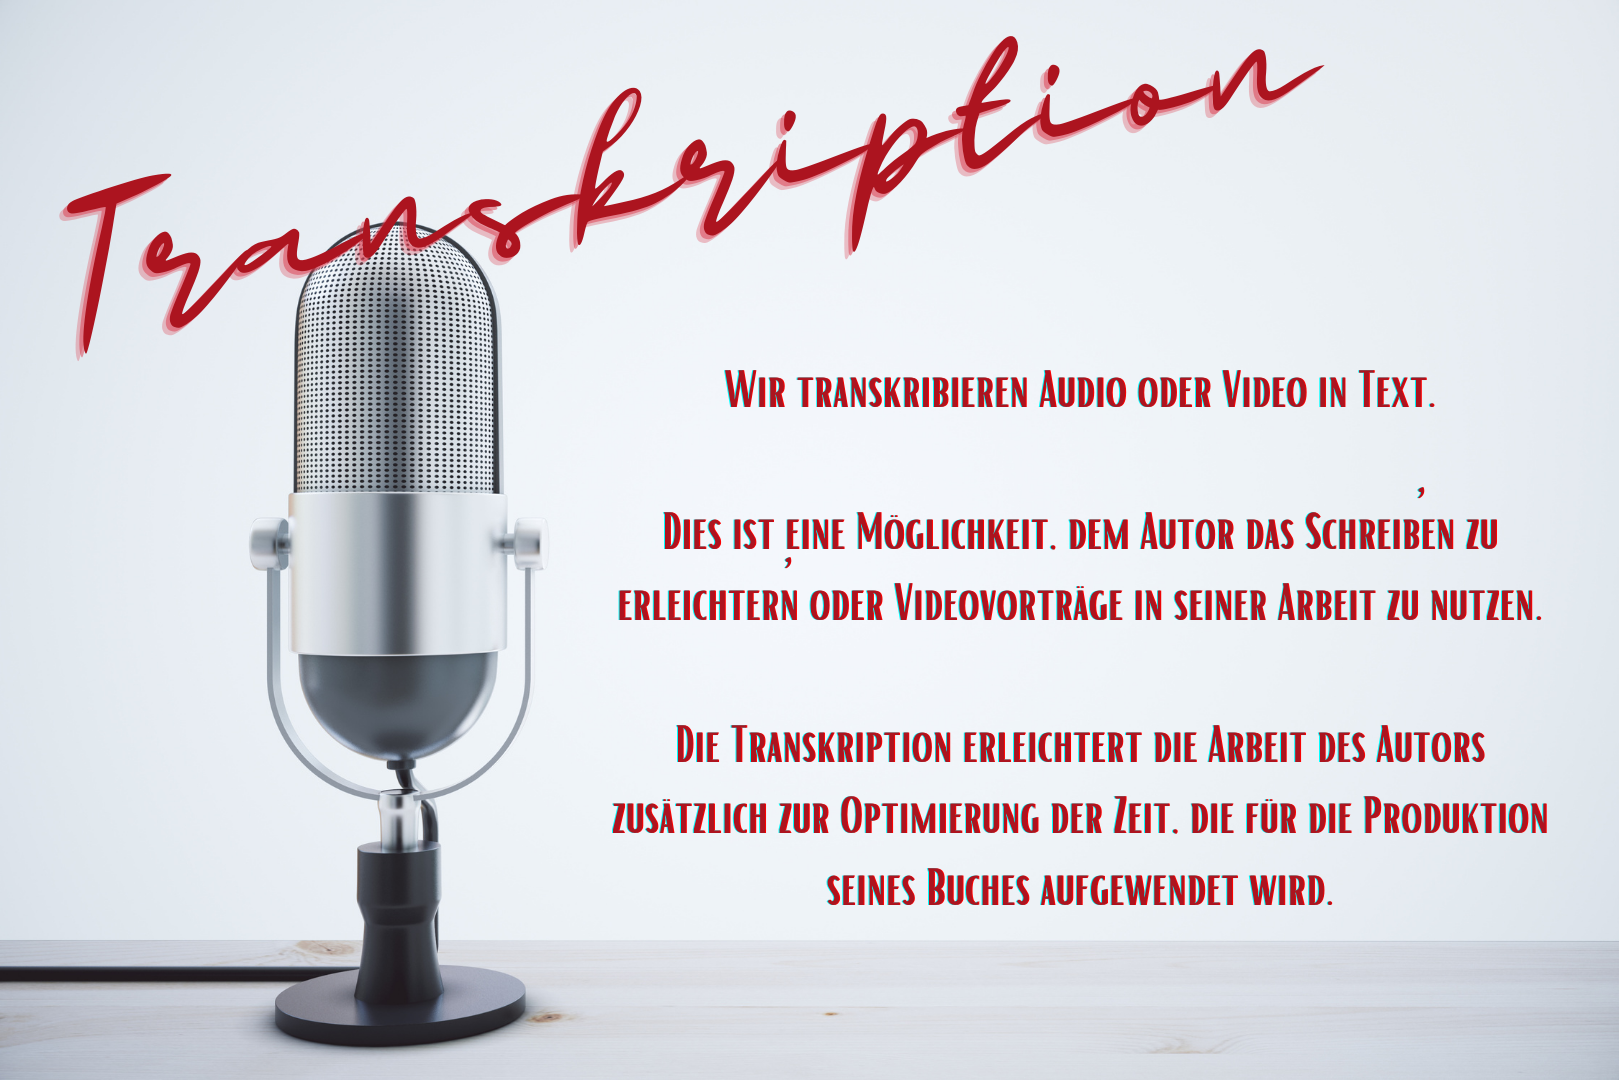 Transkription
Wir transkribieren Audio oder Video in Text.
,
Dies ist eine Möglichkeit. dem Autor das Schreiben zu
,
erleichtern oder Videovorträge in seiner Arbeit zu nutzen.
Die Transkription erleichtert die Arbeit des Autors
zusätzlich zur Optimierung der Zeit. die für die Produktion
seines Buches aufgewendet wird.